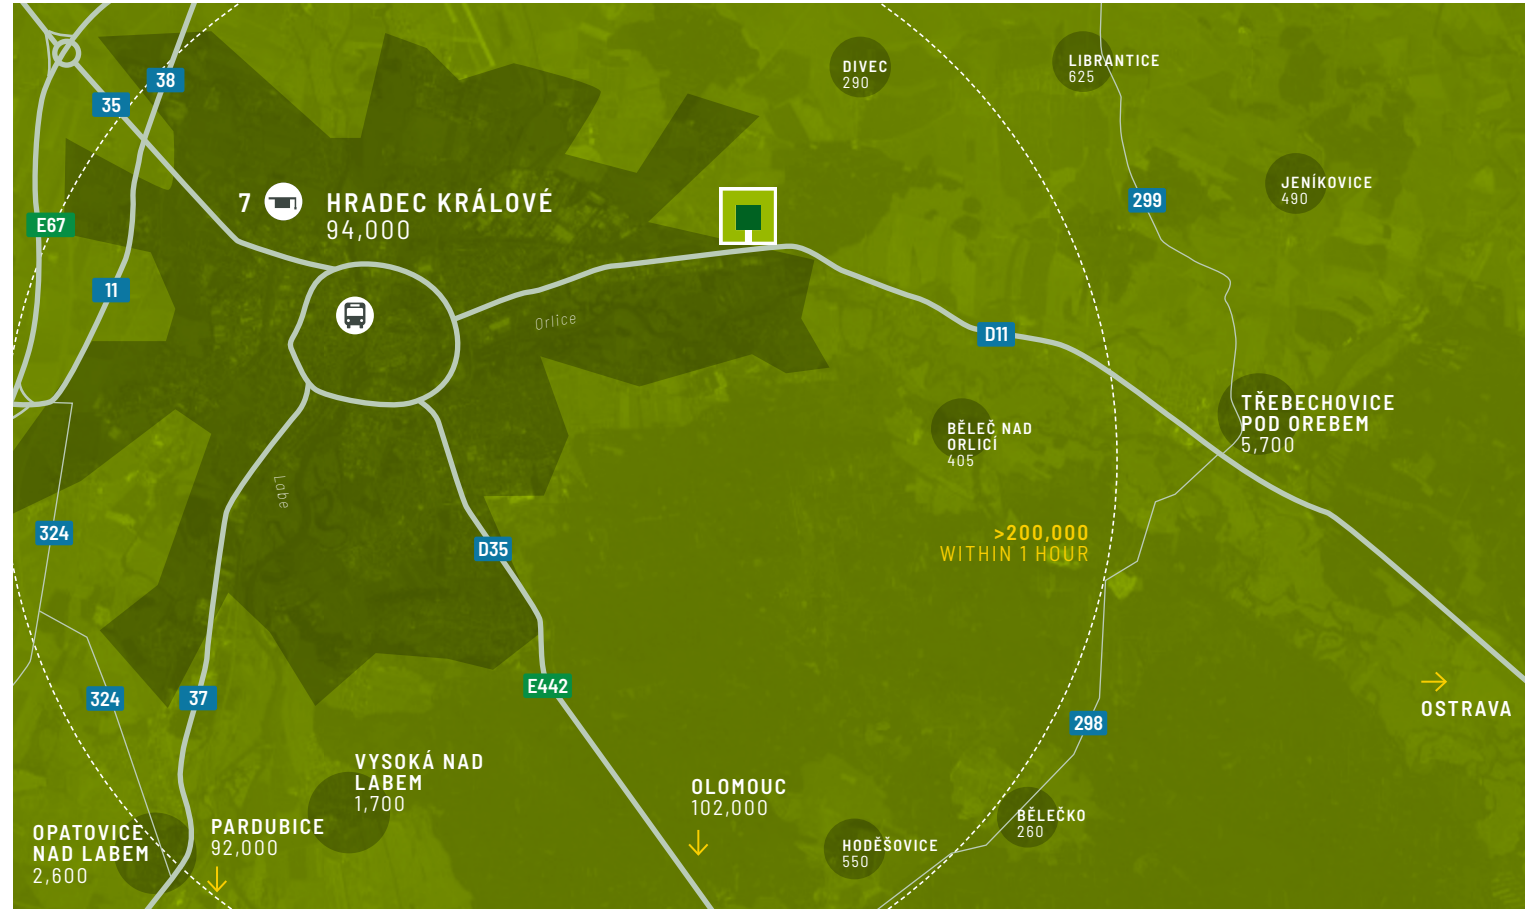 DIVEC
290
LIBRANTICE
625
38
35
JENÍKOVICE
490
299
7
HRADEC KRÁLOVÉ
94,000
E67
11
Orlice
D11
TŘEBECHOVICE
POD OREBEM
5,700
BĚLEČ NAD
ORLICÍ
405
Labe
324
>200,000
WITHIN 1 HOUR
D35
324
37
E442
OSTRAVA
298
VYSOKÁ NAD
LABEM
1,700
OLOMOUC
102,000
BĚLEČKO
260
OPATOVICE
NAD LABEM
2,600
PARDUBICE
92,000
HODĚŠOVICE
550